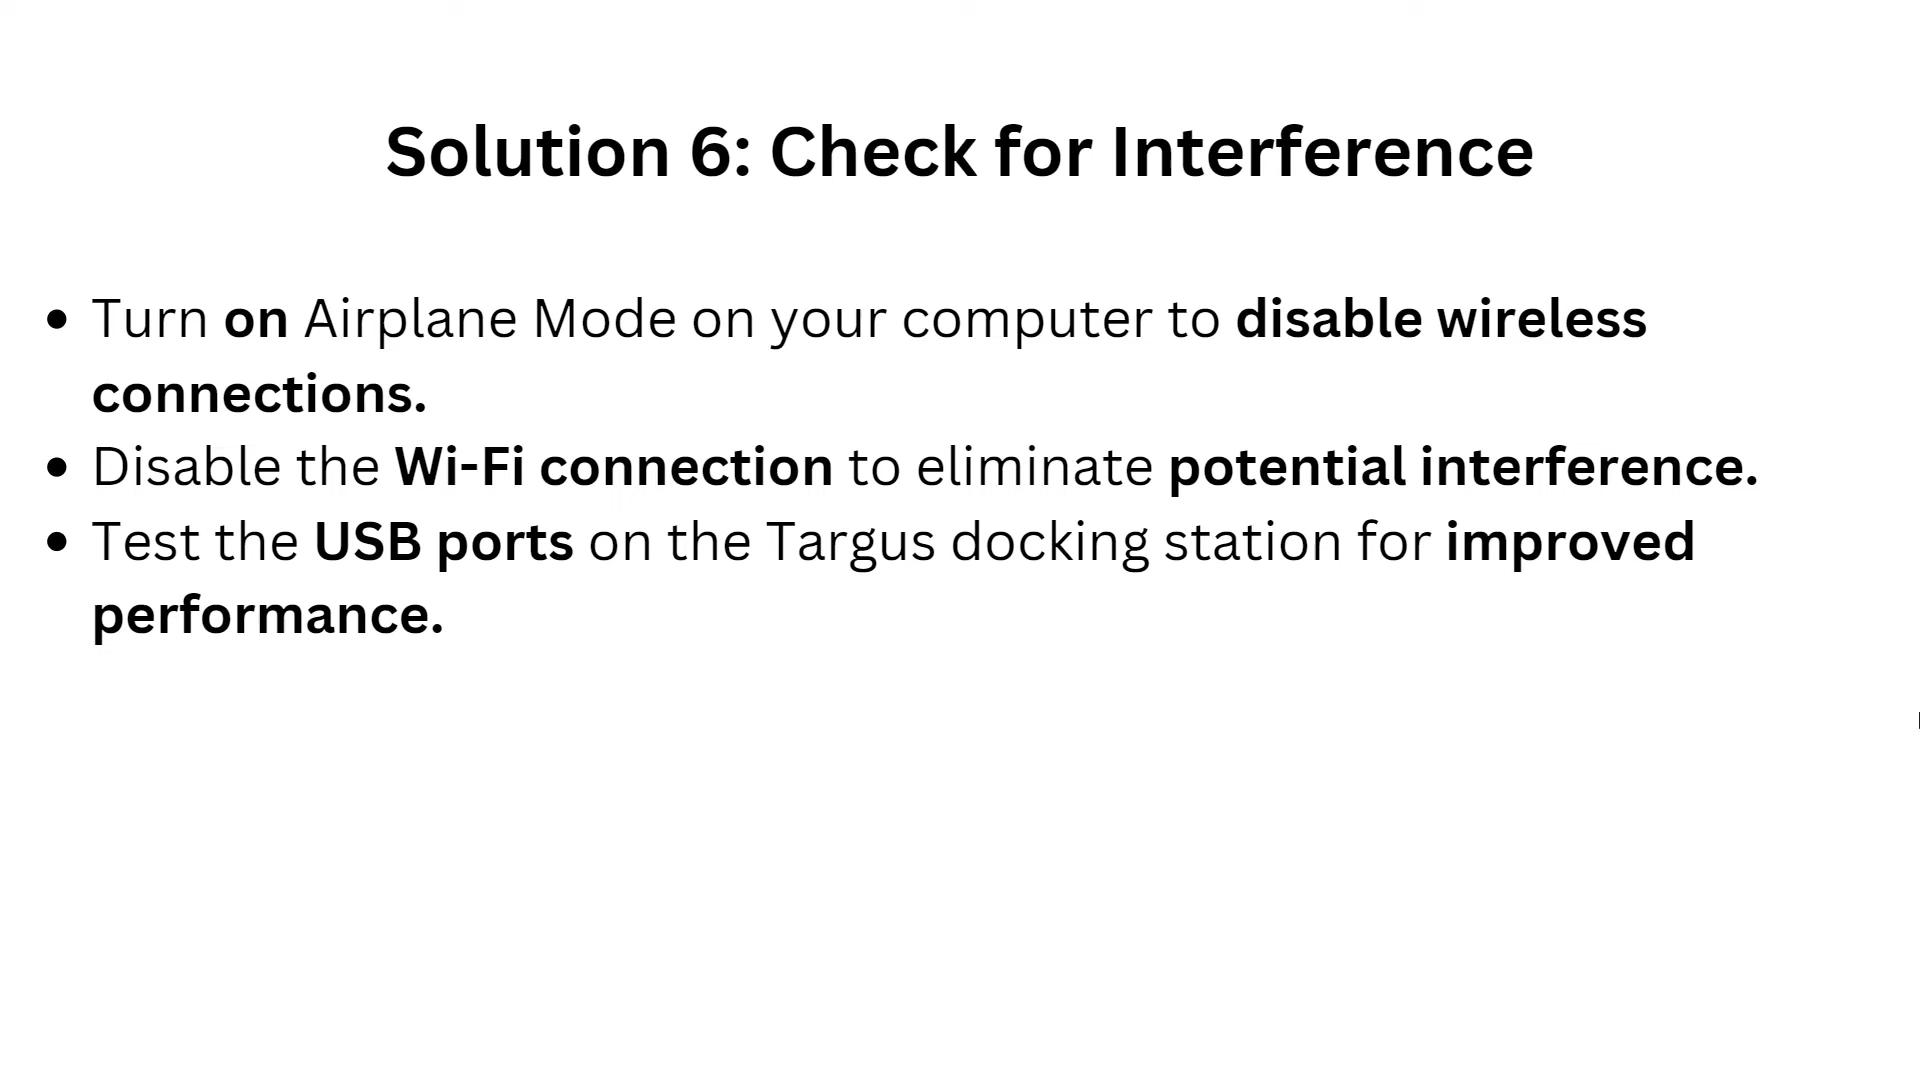 Solution 6: Check for Interference
• Turn on Airplane Mode on your computer to disable wireless
connections.
• Disable the Wi-Fi connection to eliminate potential interference.
• Test the USB ports on the Targus docking station for improved
performance.